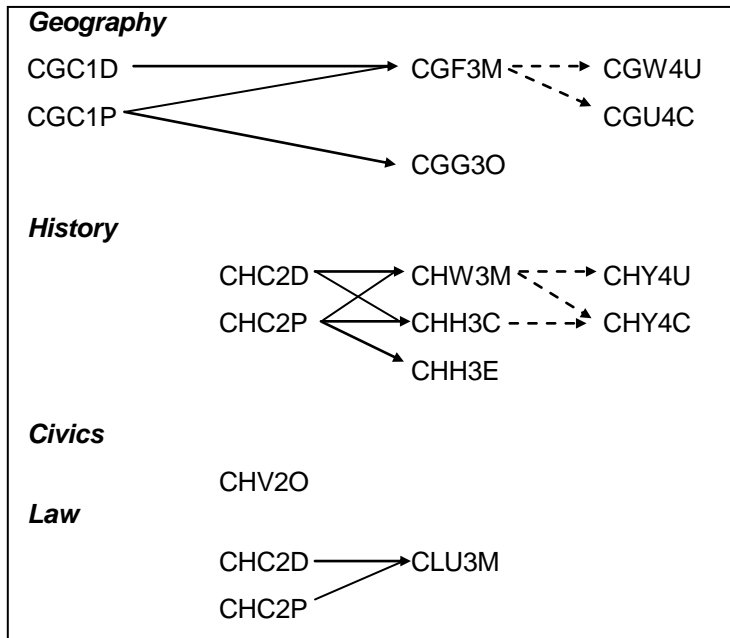 Geography
CGC1D CGF3M CGW4U
CGC1P CGU4C
CGG3O
History
CHC2D CHW3M CHY4U
CHC2P CHH3C CHY4C
CHH3E
Civics
CHV2O
Law
CHC2D CLU3M
CHC2P